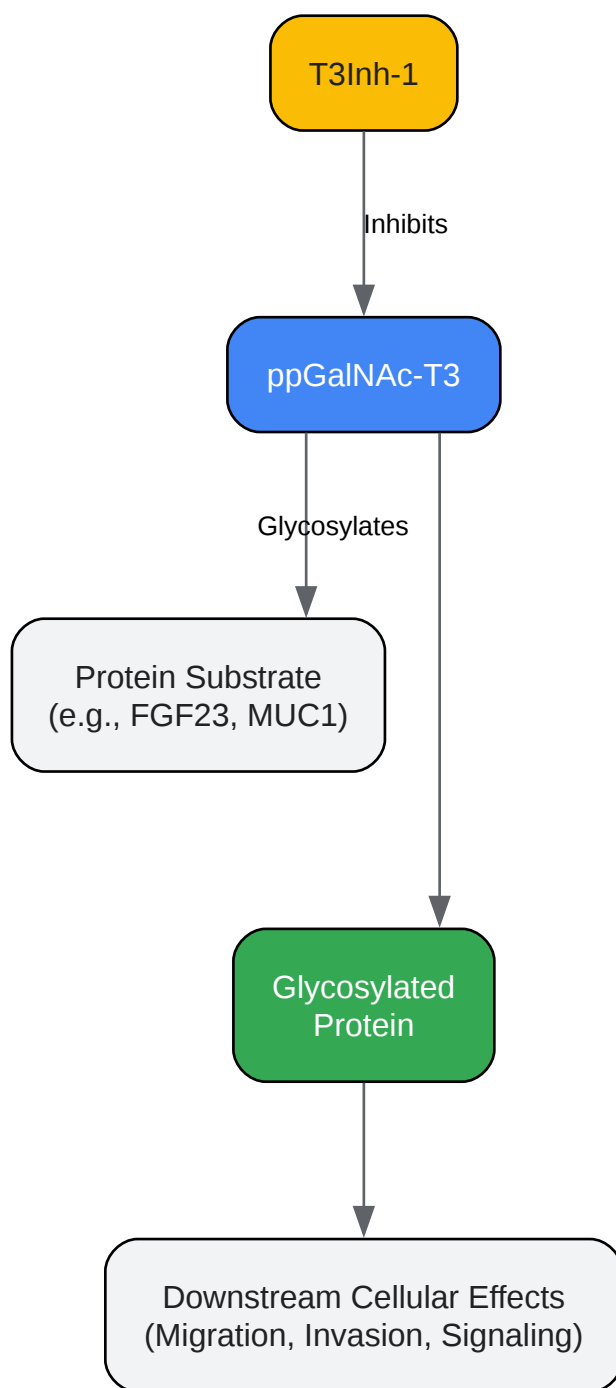 T3Inh-1
Inhibits
ppGalNAc-T3
Glycosylates
Protein Substrate
(e.g., FGF23, MUC1)
Glycosylated
Protein
Downstream Cellular Effects
(Migration, Invasion, Signaling)